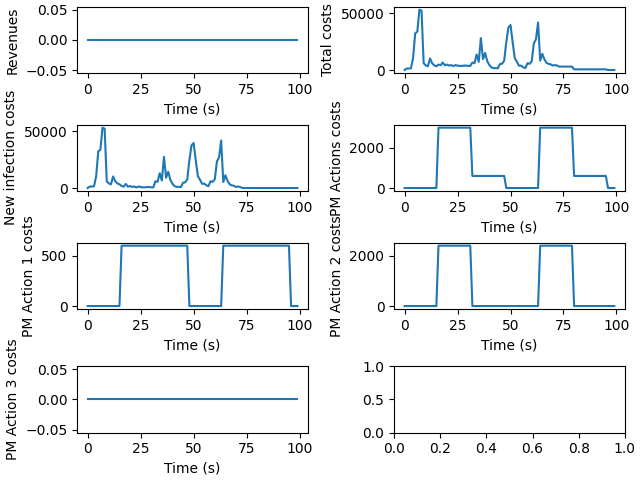 Revenues
0.05
0.00
−0.05
0 25 50 75 100
Time (s)
Total costs
50000
0
0 25 50 75 100
Time (s)
New infection costs
50000
0
0 25 50 75 100
Time (s)
PM Actions costs
2000
0
0 25 50 75 100
Time (s)
PM Action 1 costs
500
0
0 25 50 75 100
Time (s)
PM Action 2 costs
2000
0
0 25 50 75 100
Time (s)
PM Action 3 costs
0.05
0.00
−0.05
0 25 50 75 100
Time (s)
1.0
0.5
0.0
0.0 0.2 0.4 0.6 0.8 1.0